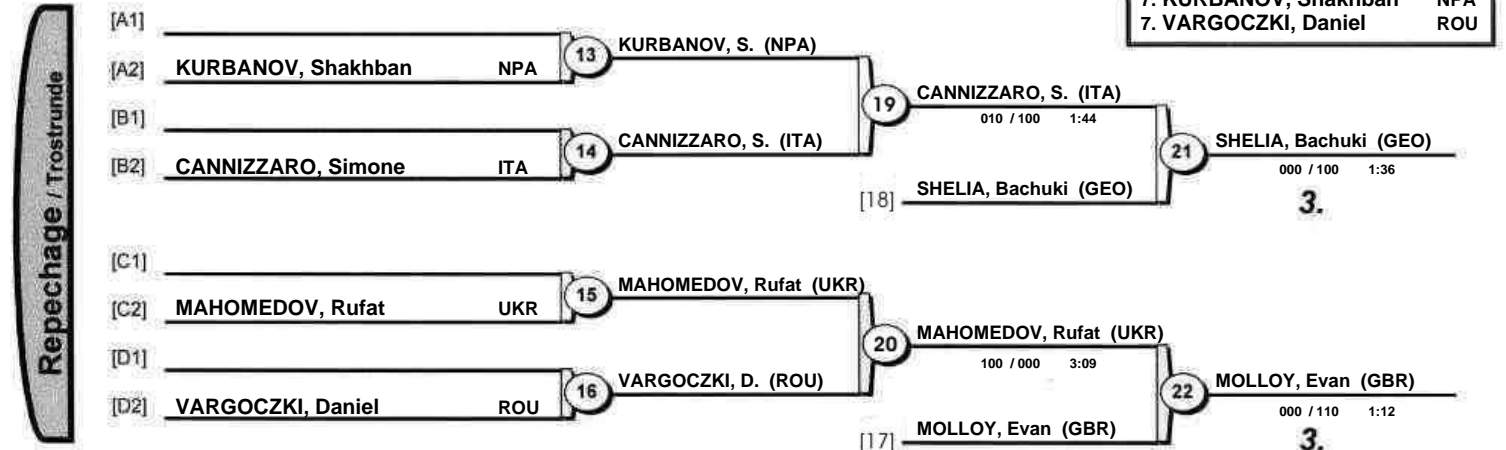 7. KURBANOV, Shakhban NPA
7. VARGOCZKI, Daniel ROU
Repechage / Trostrunde
[A1]
[A2] KURBANOV, Shakhban NPA
13 KURBANOV, S. (NPA)
[B1]
[B2] CANNIZZARO, Simone ITA
14 CANNIZZARO, S. (ITA)
19 CANNIZZARO, S. (ITA)
010 / 100 1:44
[18] SHELIA, Bachuki (GEO)
21 SHELIA, Bachuki (GEO)
000 / 100 1:36
3.
[C1]
[C2] MAHOMEDOV, Rufat UKR
15 MAHOMEDOV, Rufat (UKR)
[D1]
[D2] VARGOCZKI, Daniel ROU
16 VARGOCZKI, D. (ROU)
20 MAHOMEDOV, Rufat (UKR)
100 / 000 3:09
[17] MOLLOY, Evan (GBR)
22 MOLLOY, Evan (GBR)
000 / 110 1:12
3.